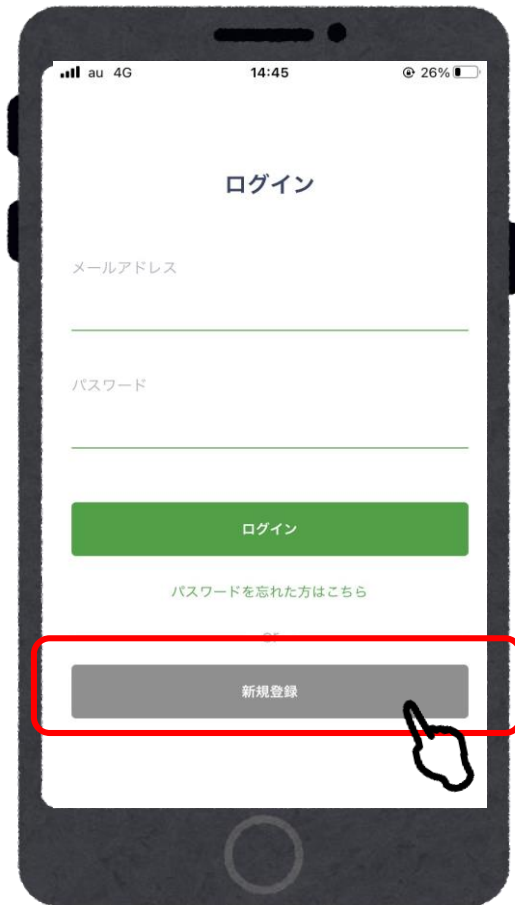 au 4G 14:45 26%
ログイン
メールアドレス
パスワード
ログイン
パスワードを忘れた方はこちら
or
新規登録